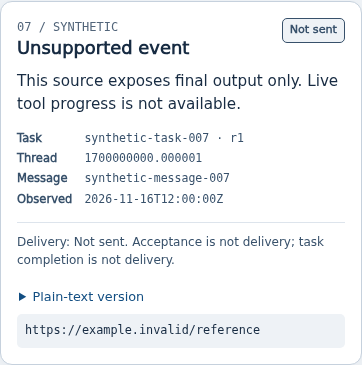 07 / SYNTHETIC
Not sent
Unsupported event
This source exposes final output only. Live
tool progress is not available.
Task synthetic-task-007 · r1
Thread 1700000000.000001
Message synthetic-message-007
Observed 2026-11-16T12:00:00Z
Delivery: Not sent. Acceptance is not delivery; task
completion is not delivery.
Plain-text version
https://example.invalid/reference